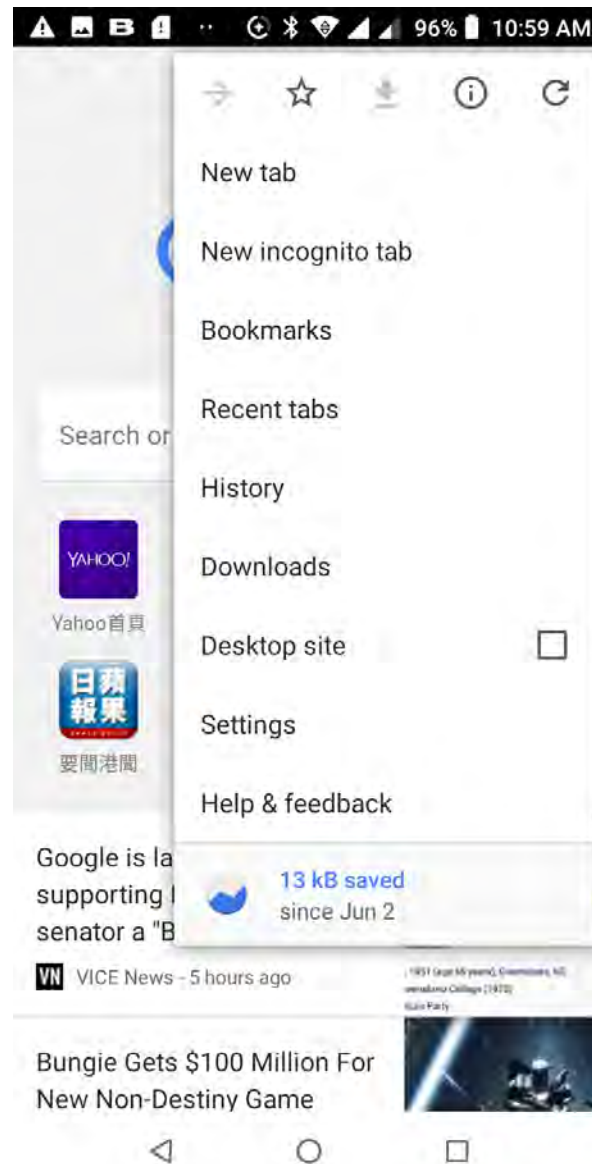 96% 10:59 AM
New tab
New incognito tab
Bookmarks
Recent tabs
Search or
History
YAHOO!
Downloads
Yahoo首頁
Desktop site
蘋果
日報
Settings
要聞港聞
Help & feedback
Google is la
13 kB saved
supporting
since Jun 2
senator a "B
VN VICE News - 5 hours ago
Bungie Gets $100 Million For
New Non-Destiny Game